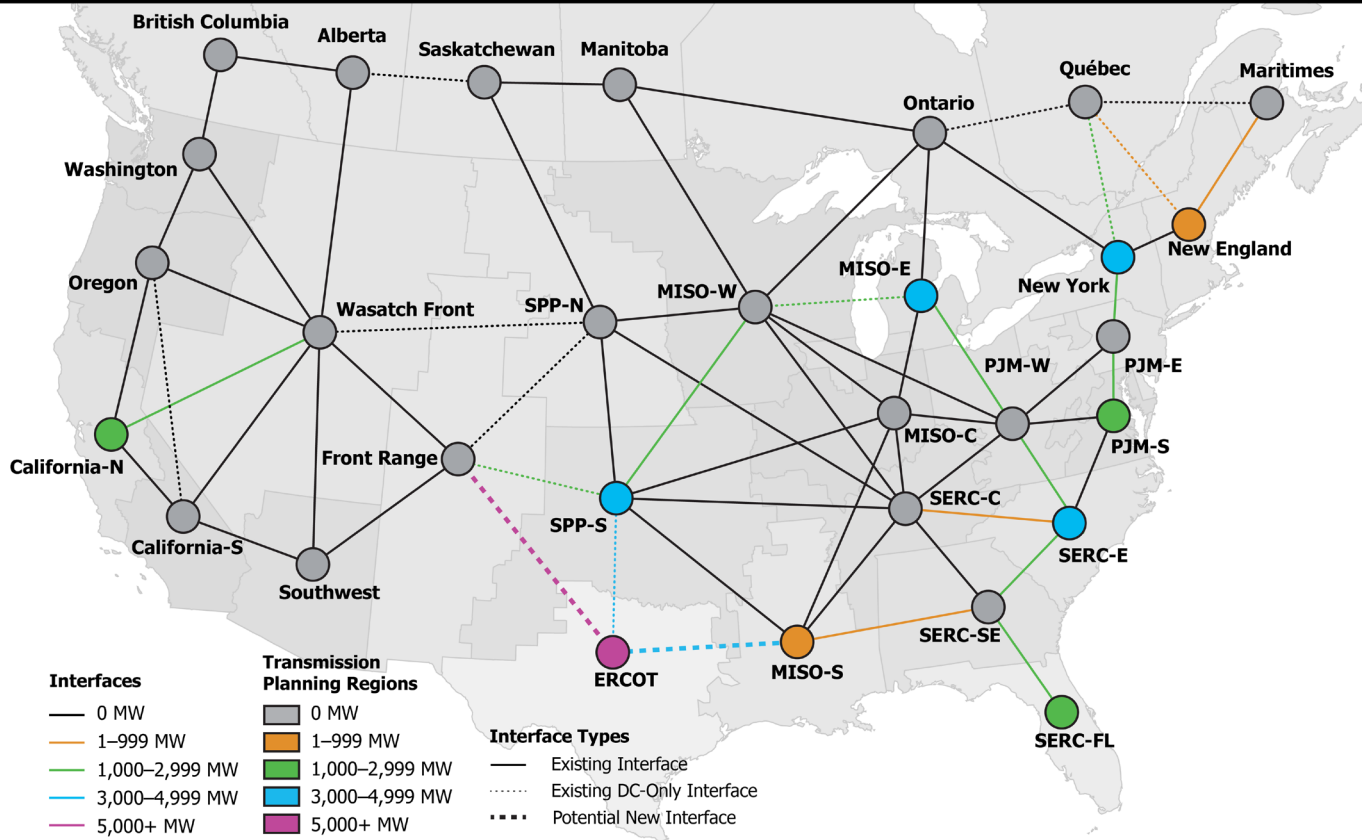 British Columbia
Alberta
Saskatchewan
Manitoba
Québec
Maritimes
Ontario
Washington
New England
Oregon
MISO-E
New York
Wasatch Front
SPP-N
MISO-W
PJM-W
PJM-E
California-N
Front Range
MISO-C
PJM-S
SPP-S
SERC-C
California-S
SERC-E
Southwest
SERC-SE
ERCOT
MISO-S
SERC-FL
Interfaces
0 MW
1–999 MW
1,000–2,999 MW
3,000–4,999 MW
5,000+ MW
Transmission
Planning Regions
0 MW
1–999 MW
1,000–2,999 MW
3,000–4,999 MW
5,000+ MW
Interface Types
Existing Interface
Existing DC-Only Interface
Potential New Interface